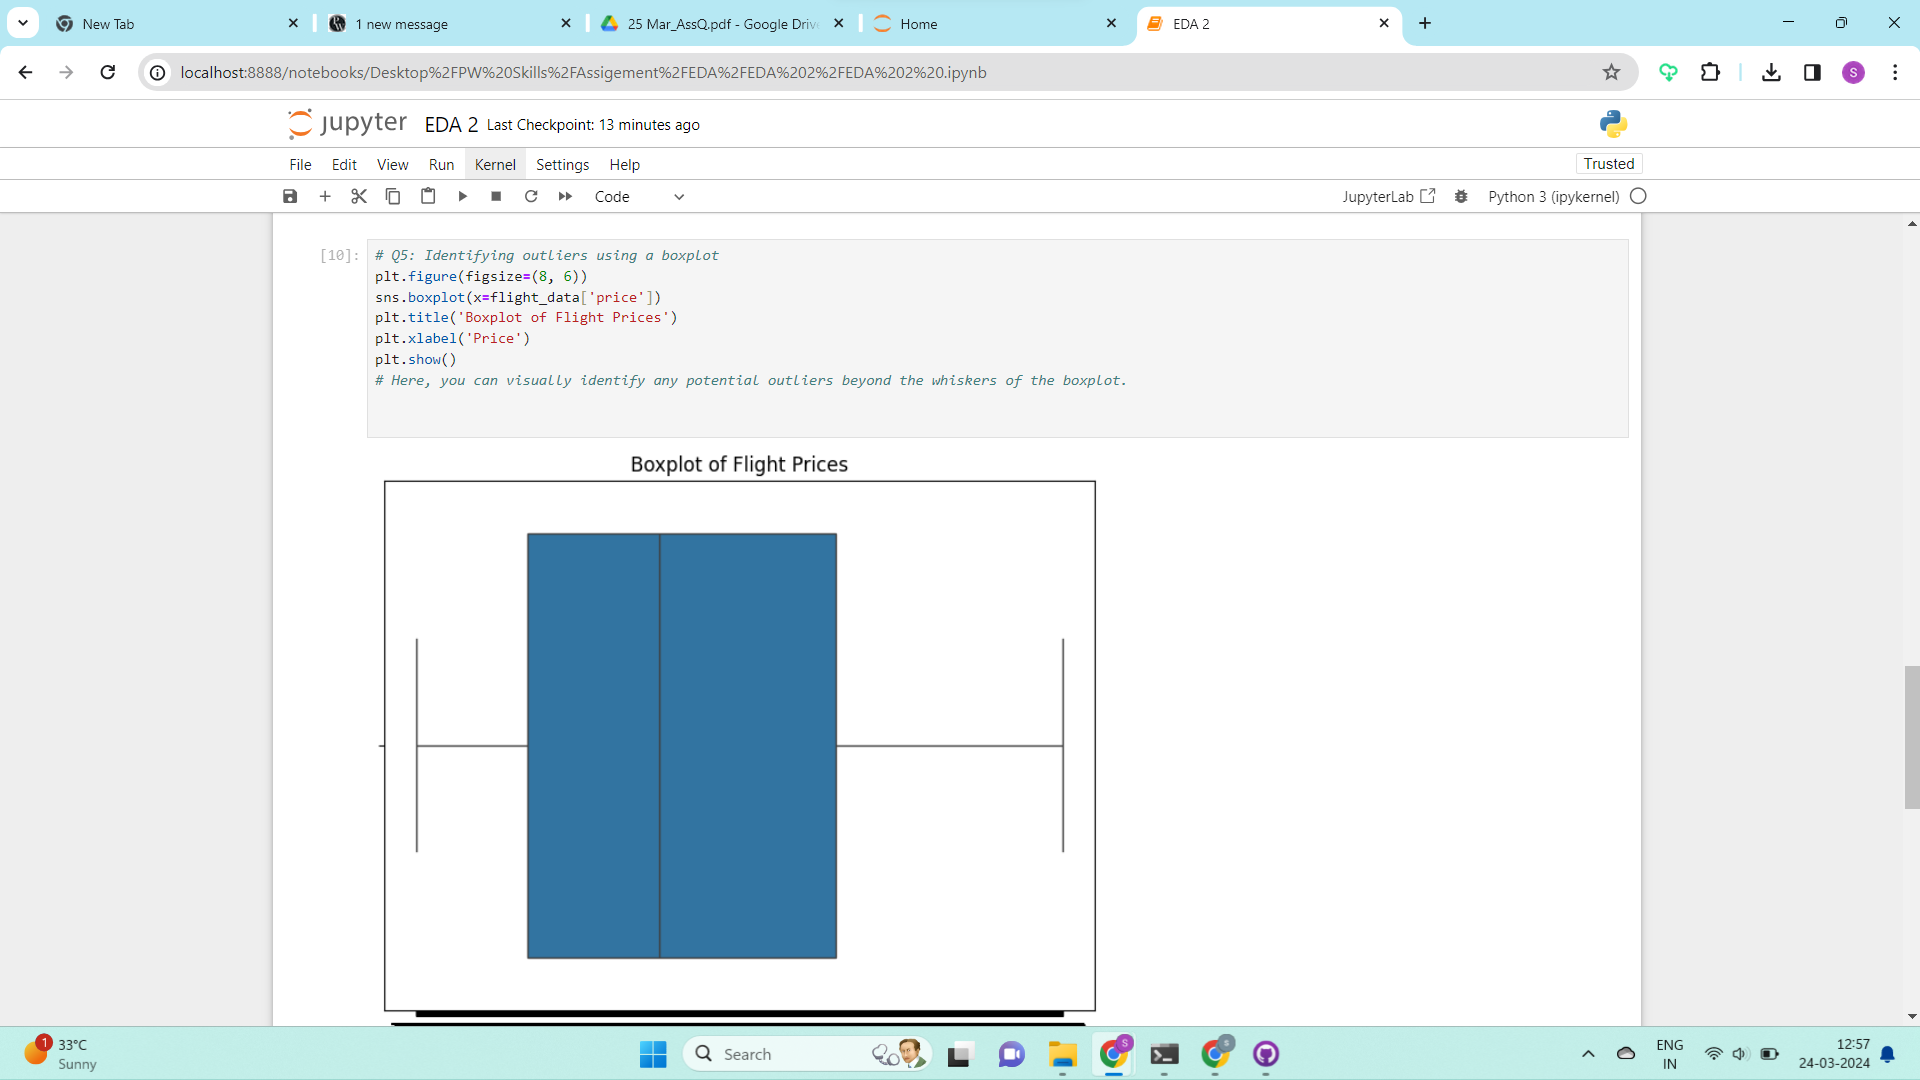 New Tab
1 new message
25 Mar_AssQ.pdf - Google Driv
Home
EDA 2
localhost:8888/notebooks/Desktop%2FPW%20Skills%2FAssigement%2FEDA%2FEDA%202%2FEDA%202%20.ipynb
S
jupyter EDA 2 Last Checkpoint: 13 minutes ago
File Edit View Run Kernel Settings Help
Trusted
Code
JupyterLab
Python 3 (ipykernel)
[10]:
# Q5: Identifying outliers using a boxplot
plt.figure(figsize=(8, 6))
sns.boxplot(x=flight_data['price'])
plt.title('Boxplot of Flight Prices')
plt.xlabel('Price')
plt.show()
# Here, you can visually identify any potential outliers beyond the whiskers of the boxplot.
Boxplot of Flight Prices
1
33°C
Sunny
Search
S
S
ENG
IN
12:57
24-03-2024